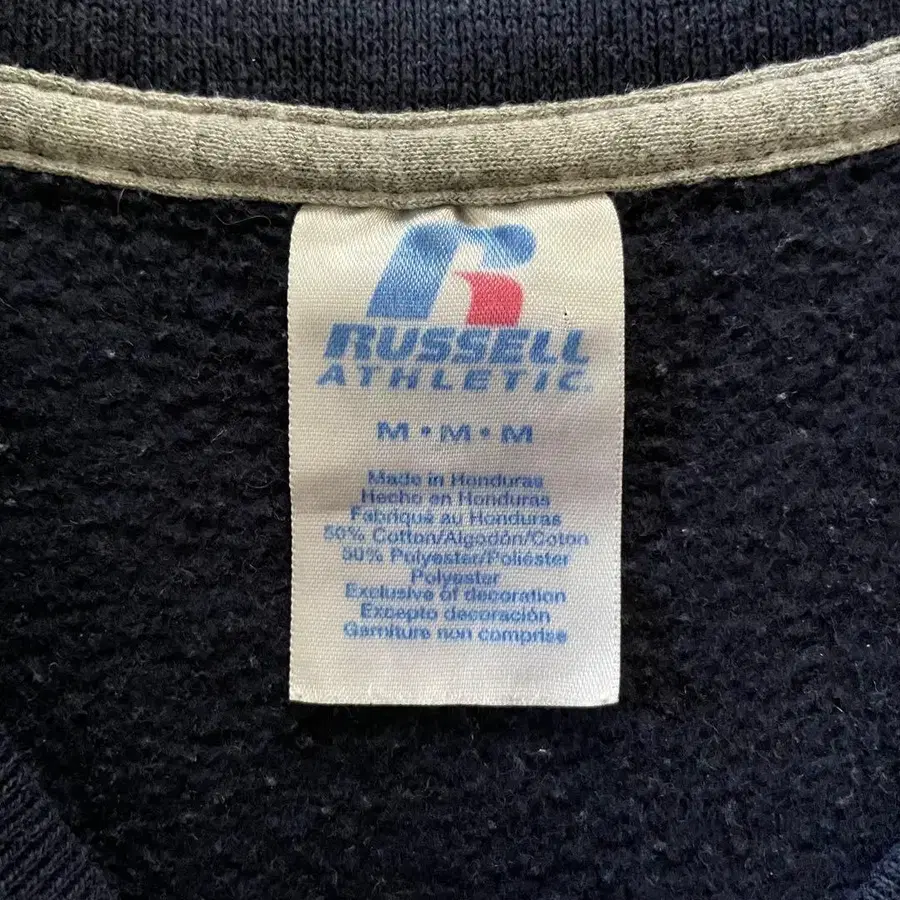 RUSSELL
ATHLETIC
M • M • M
Made in Honduras
Hecho en Honduras
Fabriqué au Honduras
50% Cotton/Algodón/Coton
50% Polyester/Poliéster
Polyester
Exclusive of decoration
Excepto decoración
Garniture non comprise